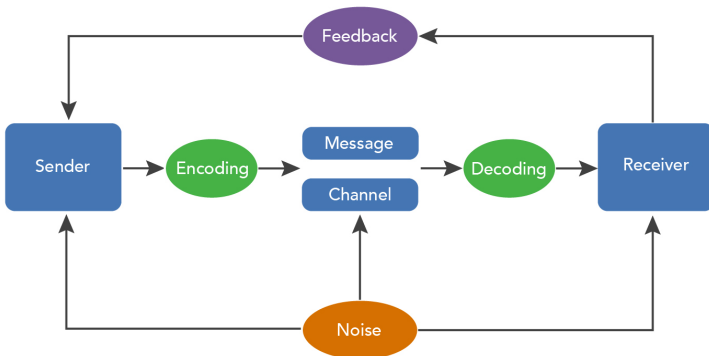 Feedback
Sender
Encoding
Message
Channel
Decoding
Receiver
Noise